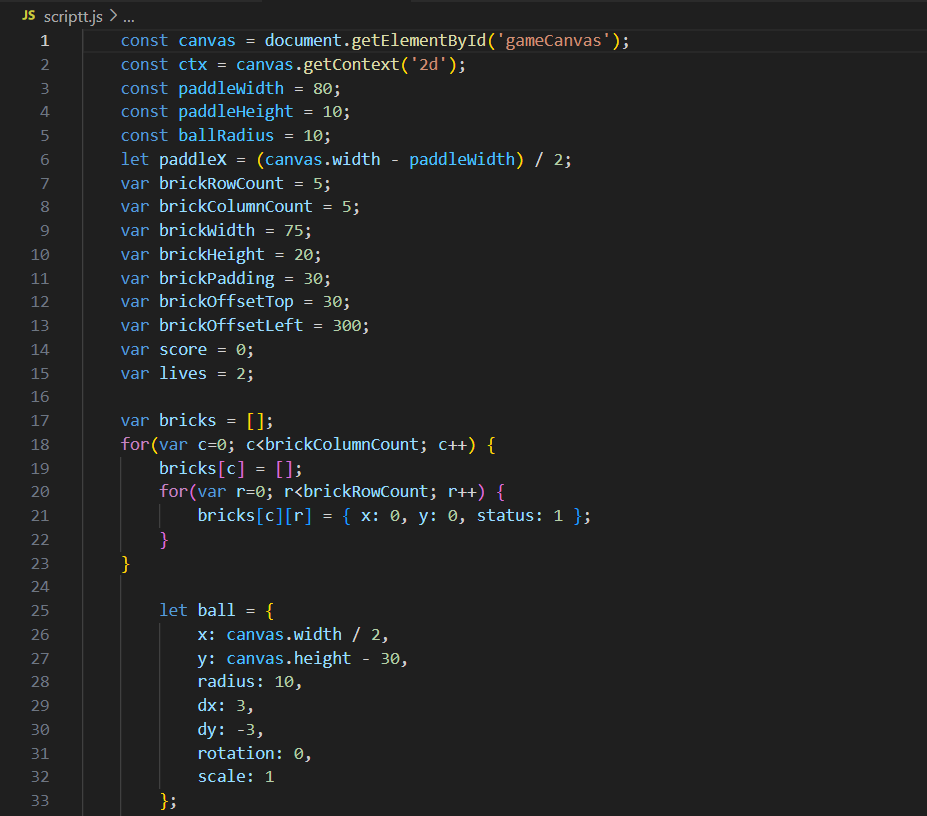 JS scriptt.js > ...
1 const canvas = document.getElementById('gameCanvas');
2 const ctx = canvas.getContext('2d');
3 const paddleWidth = 80;
4 const paddleHeight = 10;
5 const ballRadius = 10;
6 let paddleX = (canvas.width - paddleWidth) / 2;
7 var brickRowCount = 5;
8 var brickColumnCount = 5;
9 var brickWidth = 75;
10 var brickHeight = 20;
11 var brickPadding = 30;
12 var brickOffsetTop = 30;
13 var brickOffsetLeft = 300;
14 var score = 0;
15 var lives = 2;
16
17 var bricks = [];
18 for(var c=0; c<brickColumnCount; c++) {
19     bricks[c] = [];
20     for(var r=0; r<brickRowCount; r++) {
21         bricks[c][r] = { x: 0, y: 0, status: 1 };
22     }
23 }
24
25     let ball = {
26         x: canvas.width / 2,
27         y: canvas.height - 30,
28         radius: 10,
29         dx: 3,
30         dy: -3,
31         rotation: 0,
32         scale: 1
33     };